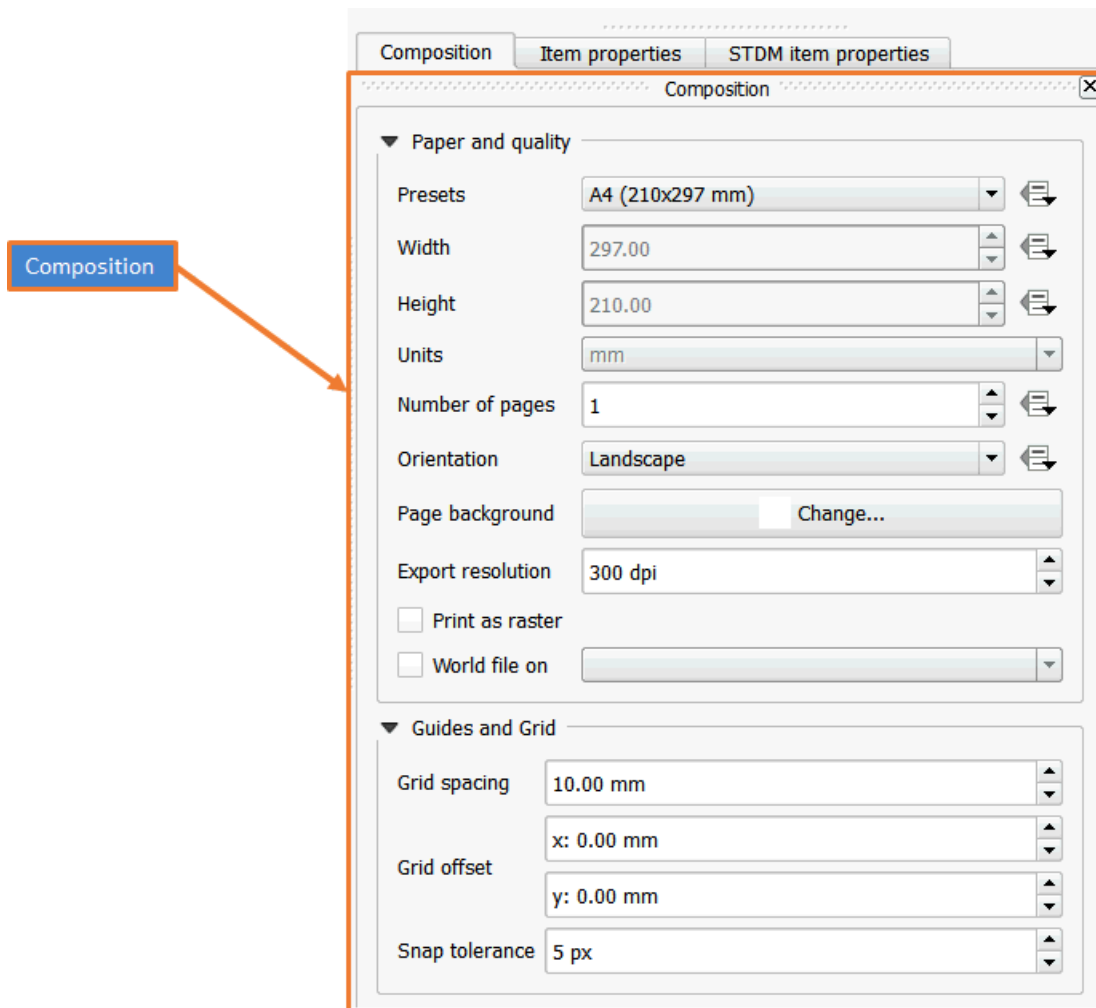 Composition Item properties STDM item properties
Composition
Paper and quality
Presets A4 (210x297 mm)
Width 297.00
Composition
Height 210.00
Units mm
Number of pages 1
Orientation Landscape
Page background Change...
Export resolution 300 dpi
Print as raster
World file on
Guides and Grid
Grid spacing 10.00 mm
x: 0.00 mm
Grid offset
y: 0.00 mm
Snap tolerance 5 px